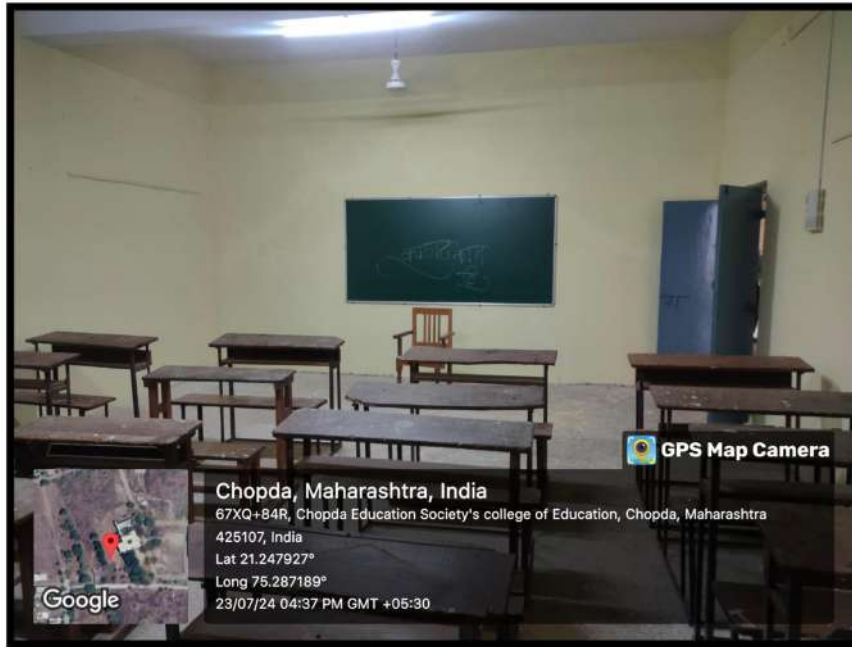 GPS Map Camera
Chopda, Maharashtra, India
67XQ+84R, Chopda Education Society's college of Education, Chopda, Maharashtra
425107, India
Lat 21.247927°
Long 75.287189°
23/07/24 04:37 PM GMT +05:30
Google